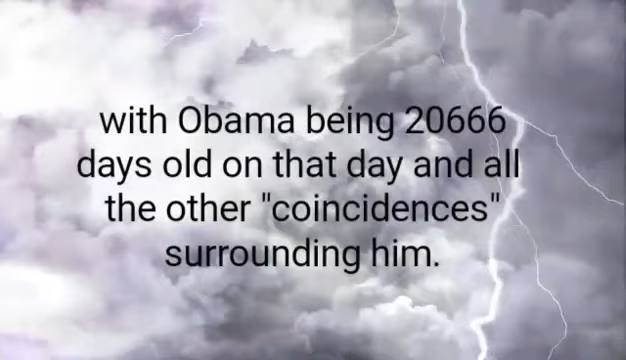 with Obama being 20666
days old on that day and all
the other "coincidences"
surrounding him.